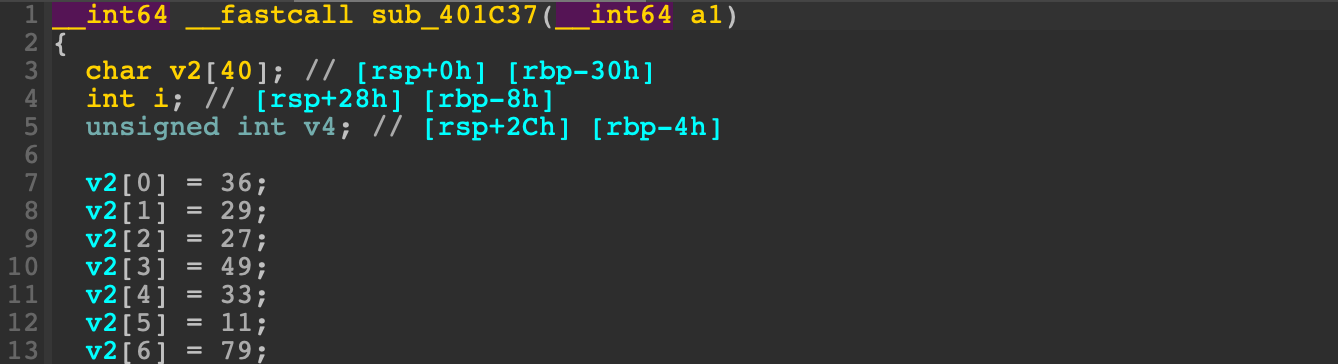 1 __int64 __fastcall sub_401C37(__int64 a1)
2 {
3 char v2[40]; // [rsp+0h] [rbp-30h]
4 int i; // [rsp+28h] [rbp-8h]
5 unsigned int v4; // [rsp+2Ch] [rbp-4h]
6
7 v2[0] = 36;
8 v2[1] = 29;
9 v2[2] = 27;
10 v2[3] = 49;
11 v2[4] = 33;
12 v2[5] = 11;
13 v2[6] = 79;